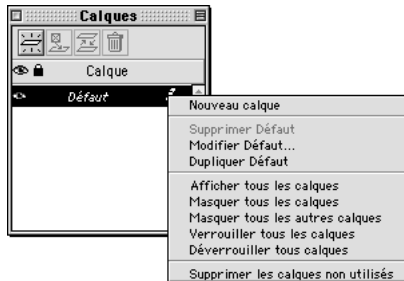 Calques
Calque
Défaut
Nouveau calque
Supprimer Défaut
Modifier Défaut...
Dupliquer Défaut
Afficher tous les calques
Masquer tous les calques
Masquer tous les autres calques
Verrouiller tous les calques
Déverrouiller tous calques
Supprimer les calques non utilisés